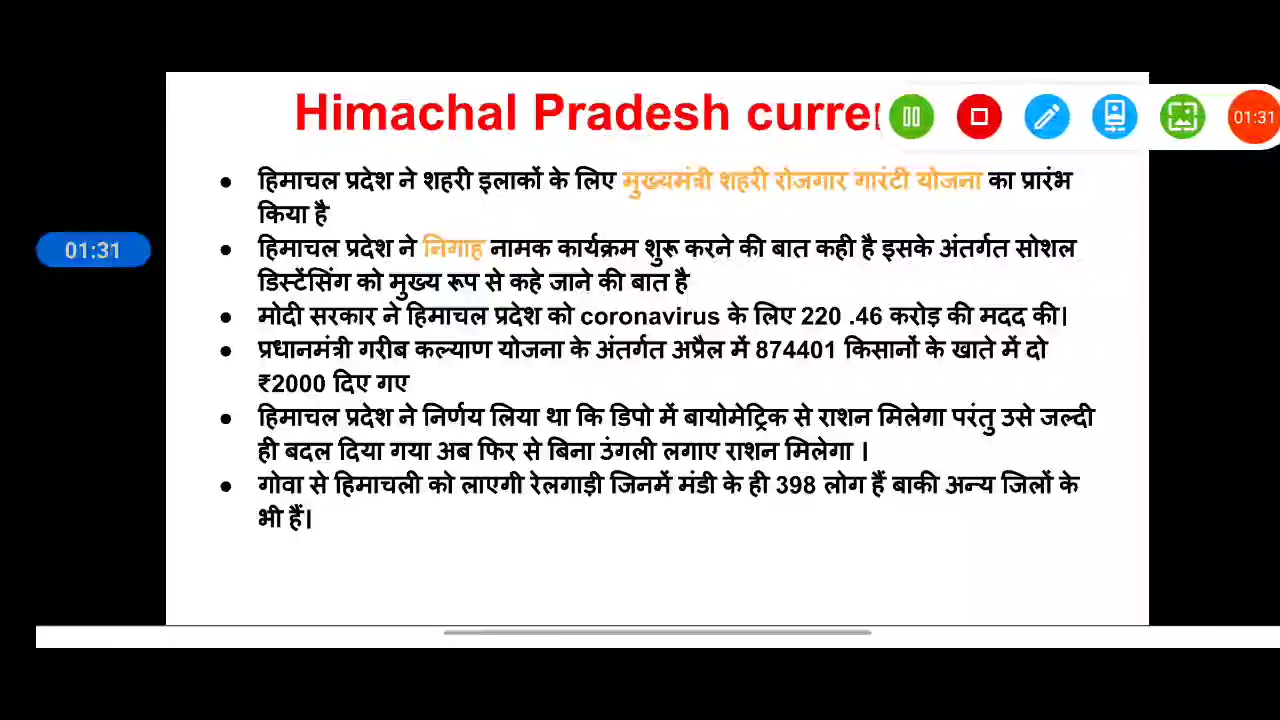 Himachal Pradesh curre
01:31
• हिमाचल प्रदेश ने शहरी इलाकों के लिए मुख्यमंत्री शहरी रोजगार गारंटी योजना का प्रारंभ
किया है
• हिमाचल प्रदेश ने निगाह नामक कार्यक्रम शुरू करने की बात कही है इसके अंतर्गत सोशल
01:31
डिस्टेंसिंग को मुख्य रूप से कहे जाने की बात है
• मोदी सरकार ने हिमाचल प्रदेश को coronavirus के लिए 220 .46 करोड़ की मदद की।
• प्रधानमंत्री गरीब कल्याण योजना के अंतर्गत अप्रैल में 874401 किसानों के खाते में दो
₹2000 दिए गए
• हिमाचल प्रदेश ने निर्णय लिया था कि डिपो में बायोमेट्रिक से राशन मिलेगा परंतु उसे जल्दी
ही बदल दिया गया अब फिर से बिना उंगली लगाए राशन मिलेगा ।
• गोवा से हिमाचली को लाएगी रेलगाड़ी जिनमें मंडी के ही 398 लोग हैं बाकी अन्य जिलों के
भी हैं।